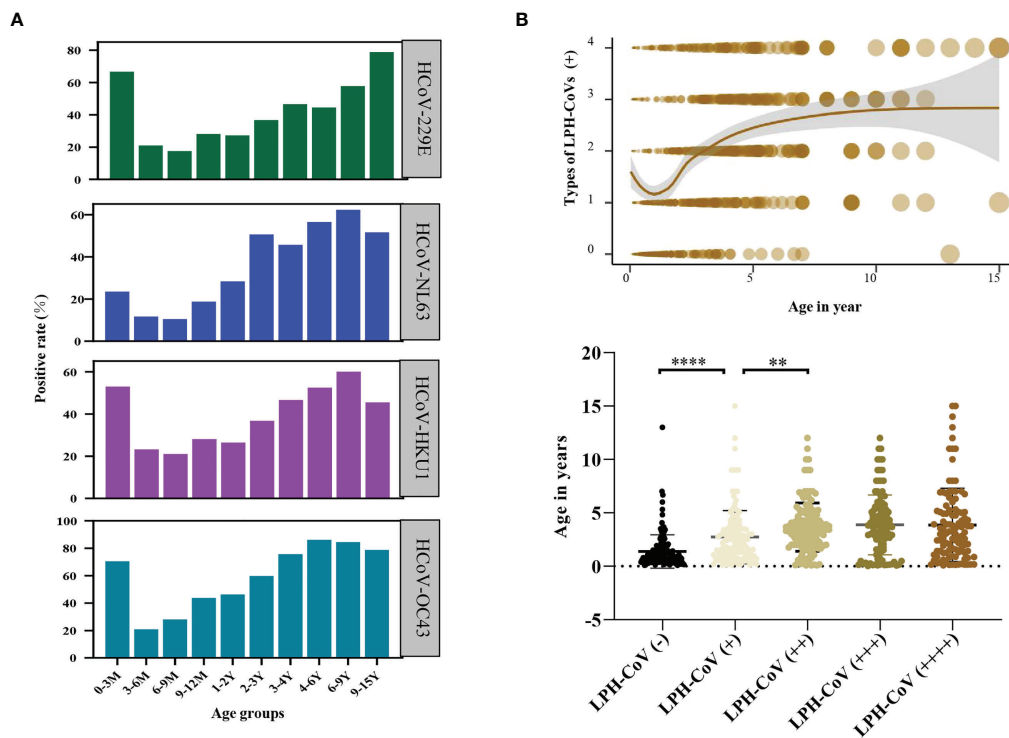 A
Positive rate (%)
80
60
40
20
0
HCoV-229E
60
40
20
0
HCoV-NL63
60
40
20
0
HCoV-HKU1
100
80
60
40
20
0
HCoV-OC43
0-3M
3-6M
6-9M
9-12M
1-2Y
2-3Y
3-4Y
4-6Y
6-9Y
9-15Y
Age groups
B
Types of LPH-CoVs (+)
4
3
2
1
0
0
5
10
15
Age in year
Age in years
20
15
10
5
0
-5
****
**
LPH-CoV (-)
LPH-CoV (+)
LPH-CoV (++)
LPH-CoV (+++)
LPH-CoV (++++)